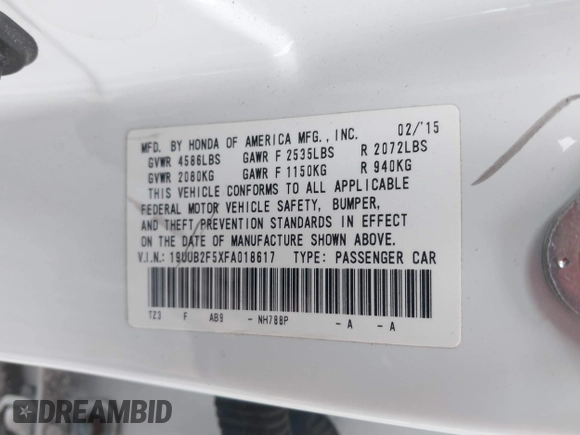 MFD. BY HONDA OF AMERICA MFG., INC. 02/'15
GVWR 4586LBS GAWR F 2535LBS R 2072LBS
GVWR 2080KG GAWR F 1150KG R 940KG
THIS VEHICLE CONFORMS TO ALL APPLICABLE
FEDERAL MOTOR VEHICLE SAFETY, BUMPER,
AND THEFT PREVENTION STANDARDS IN EFFECT
ON THE DATE OF MANUFACTURE SHOWN ABOVE.
V.I.N.: 19UUB2F5XFA018617 TYPE: PASSENGER CAR
TZ3 F AB9 - NH788P - A - A
DREAMBID